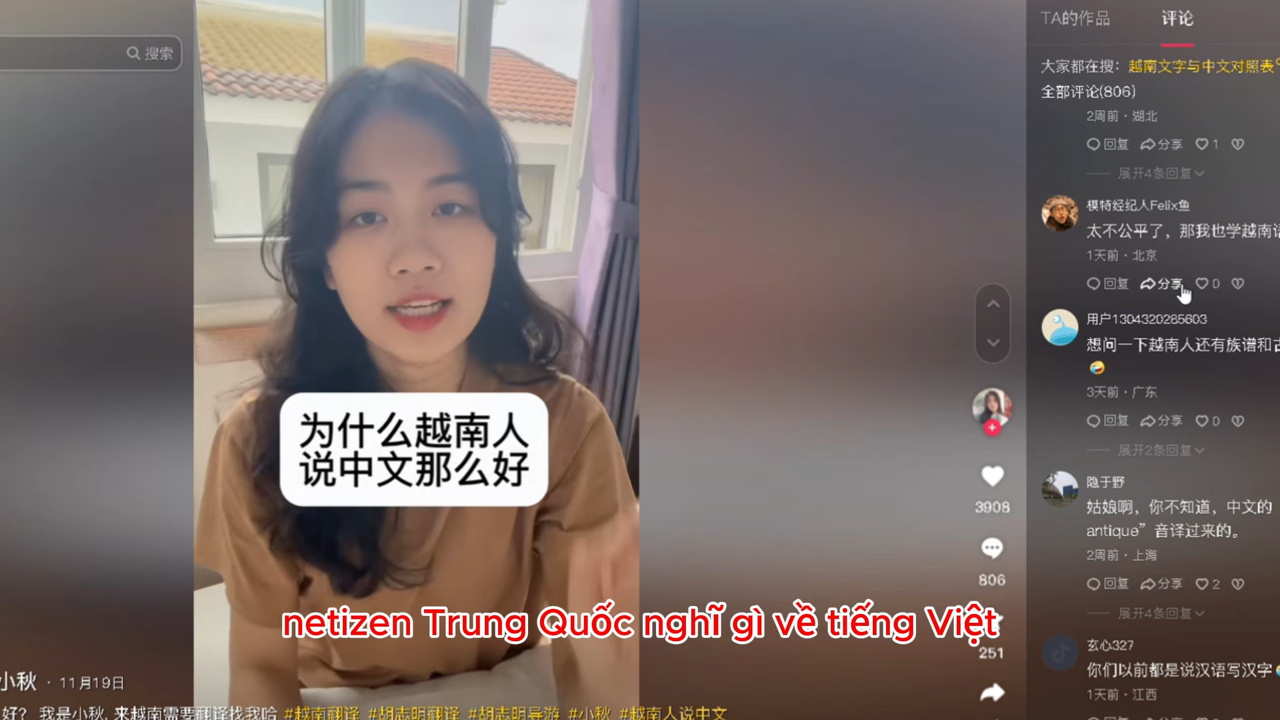 搜索
TA的作品
评论
大家都在搜：越南文字与中文对照表
全部评论(806)
2周前·湖北
回复 分享 1
展开4条回复
模特经纪人Felix鱼
太不公平了，那我也学越南语
1天前·北京
回复 分享 0
用户1304320285603
想问一下越南人还有族谱和古
3天前·广东
回复 分享 0
展开2条回复
隐于野
姑娘啊，你不知道，中文的
antique”音译过来的。
2周前·上海
回复 分享 2
展开4条回复
玄心327
你们以前都是说汉语写汉字
1天前·江西
为什么越南人
说中文那么好
3908
806
netizen Trung Quốc nghĩ gì về tiếng Việt
251
小秋 · 11月19日
好？ 我是小秋, 来越南需要翻译找我哈 #越南翻译 #胡志明翻译 #胡志明导游 #小秋 #越南人说中文